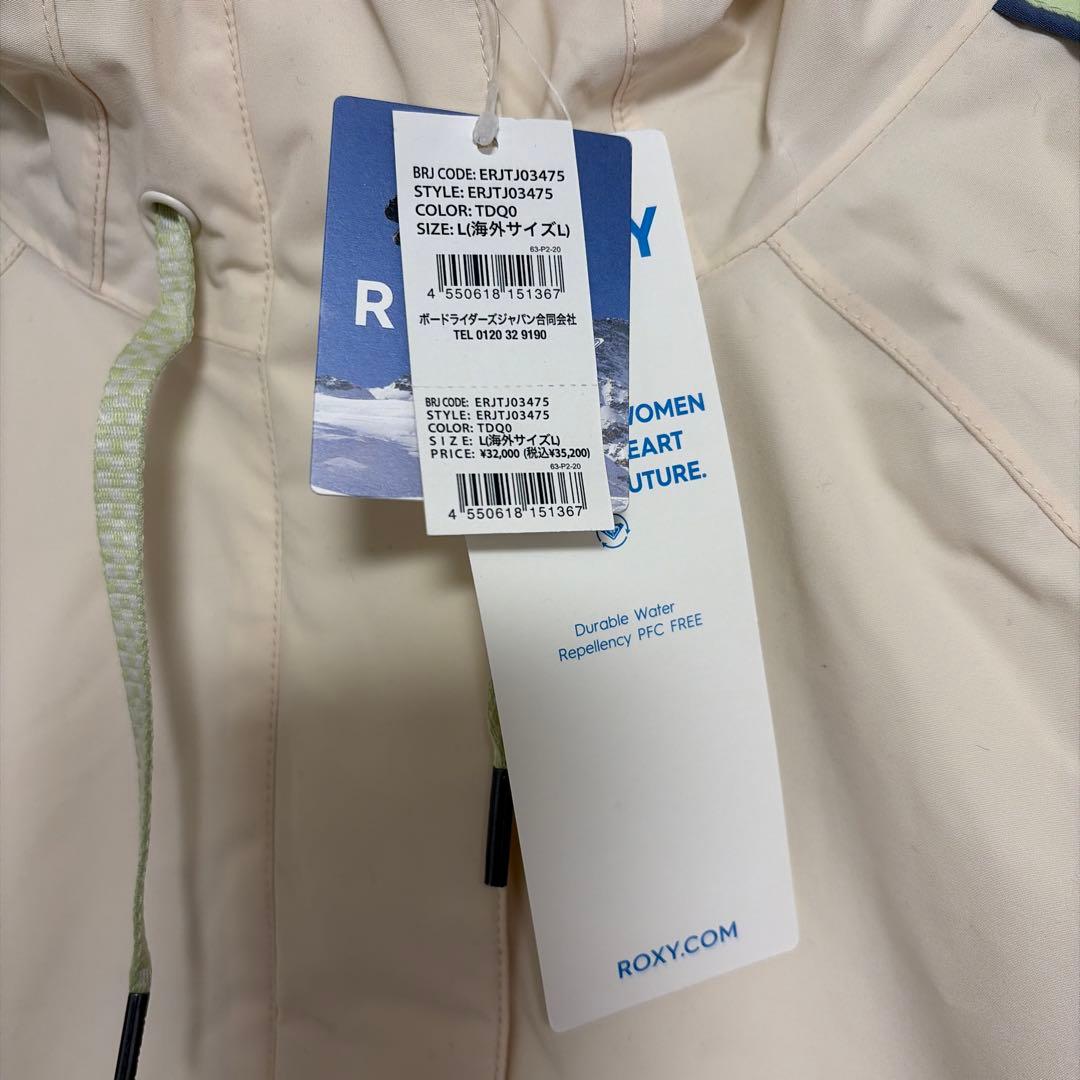 BRJ CODE: ERJTJ03475
STYLE: ERJTJ03475
COLOR: TDQ0
SIZE: L(海外サイズL)
63-P2-20
4 550618 151367
ボードライダーズジャパン合同会社
TEL 0120 32 9190
BRJ CODE: ERJTJ03475
STYLE: ERJTJ03475
COLOR: TDQ0
SIZE: L(海外サイズL)
PRICE: ¥32,000 (税込¥35,200)
63-P2-20
4 550618 151367
R
Y
WOMEN
EART
UTURE.
Durable Water
Repellency PFC FREE
ROXY.COM